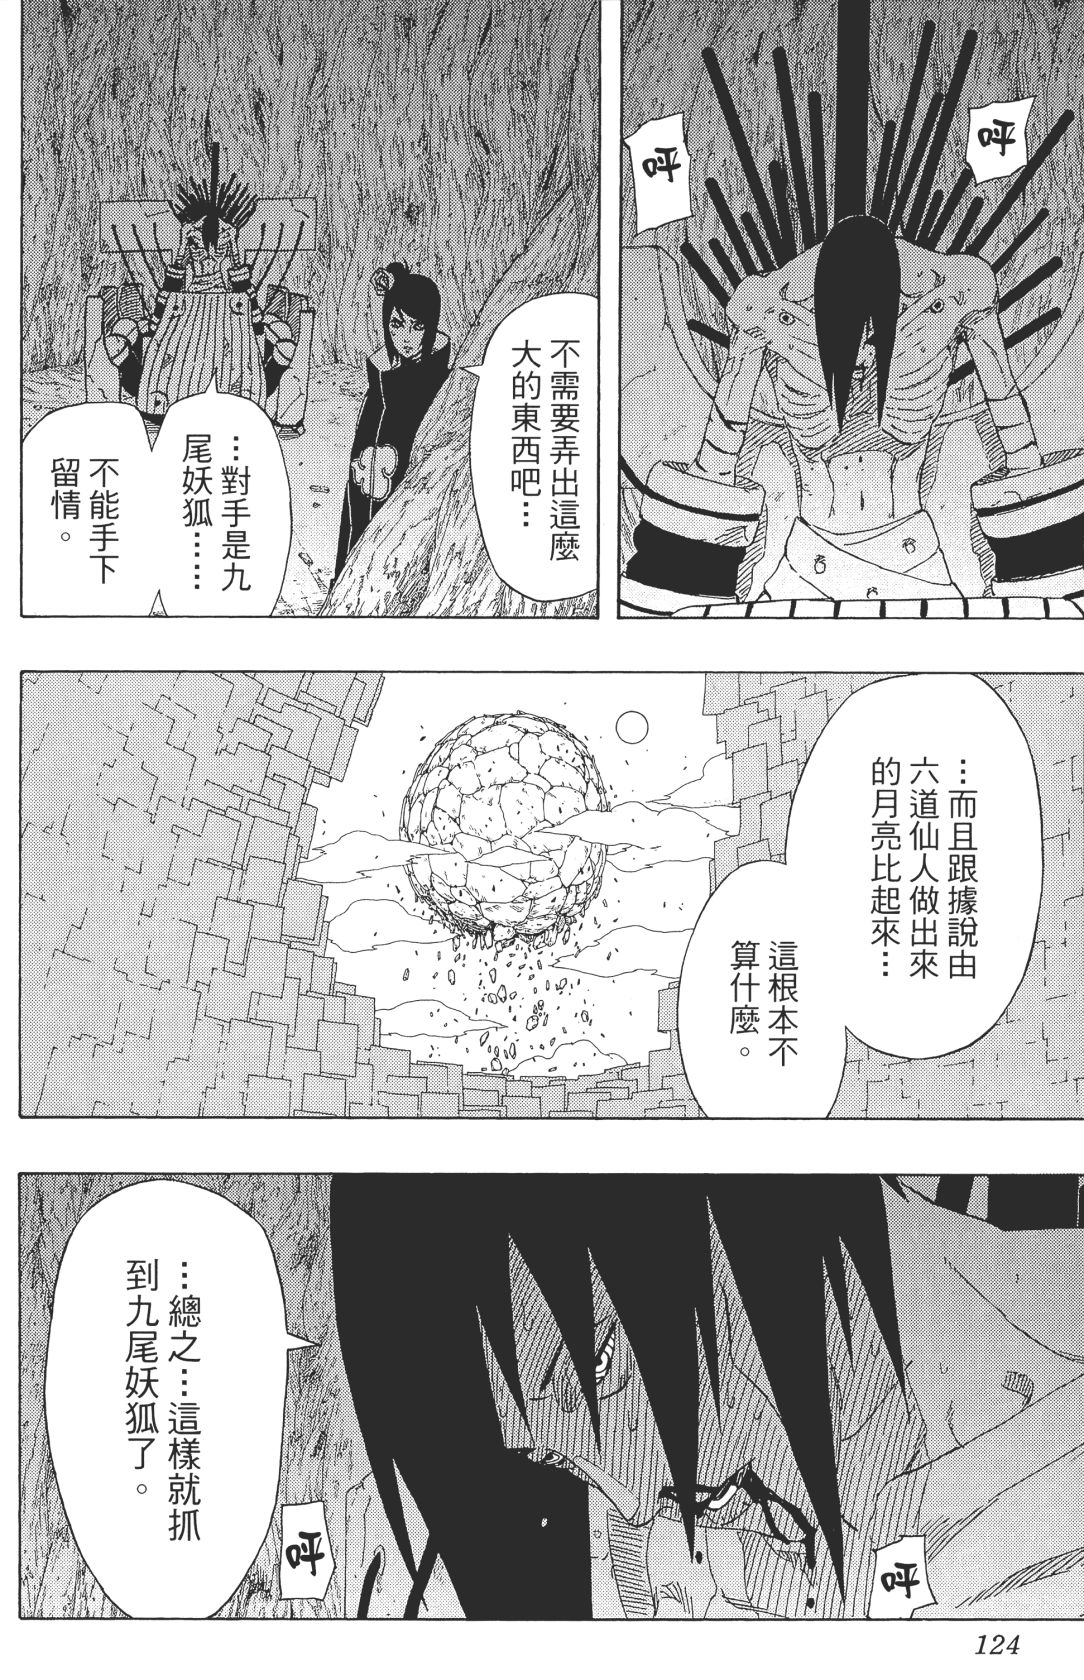 呼
呼
不需要弄出這麼
大的東西吧…
…對手是九
尾妖狐……
不能手下
留情。
…而且跟據說由
六道仙人做出來
的月亮比起來…
這根本不
算什麼。
…總之…這樣就抓
到九尾妖狐了。
呼
呼
124